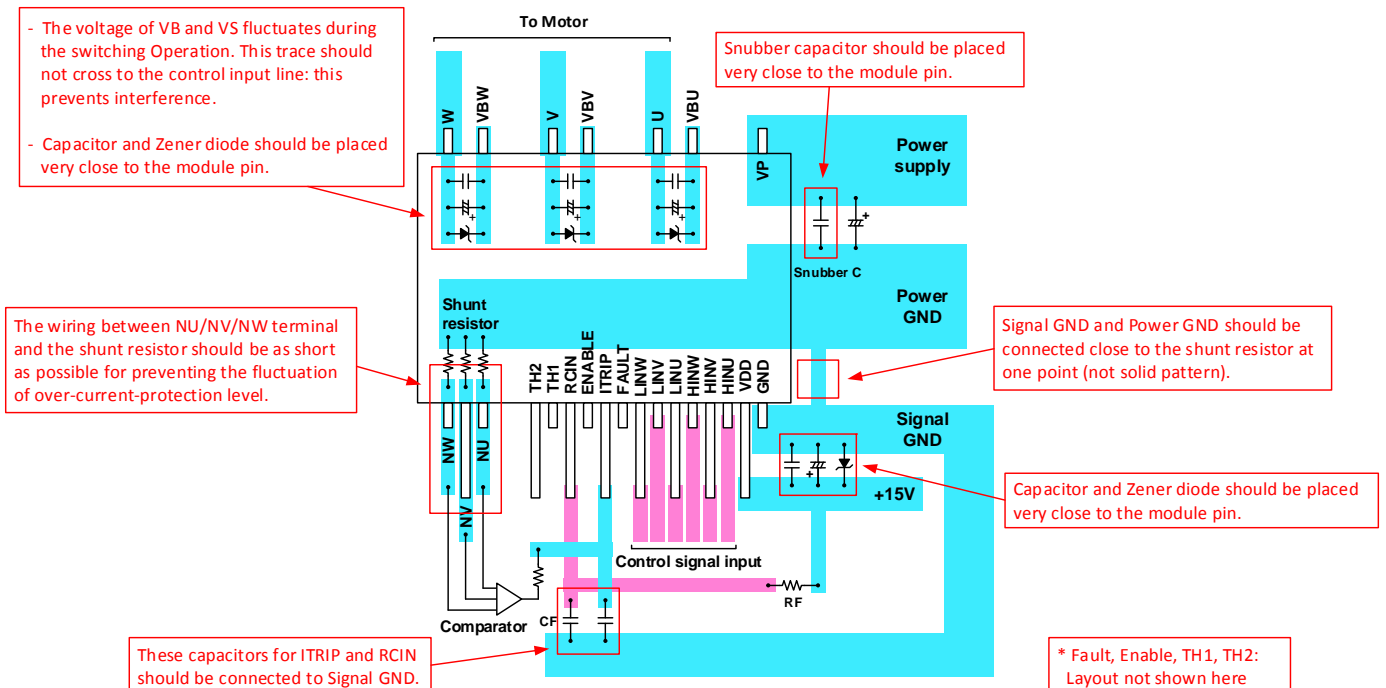 - The voltage of VB and VS fluctuates during
the switching Operation. This trace should
not cross to the control input line: this
prevents interference.
- Capacitor and Zener diode should be placed
very close to the module pin.
To Motor
Snubber capacitor should be placed
very close to the module pin.
W
VBW
V
VBV
U
VBU
VP
Power
supply
+
+
+
+
Snubber C
Power
GND
The wiring between NU/NV/NW terminal
and the shunt resistor should be as short
as possible for preventing the fluctuation
of over-current-protection level.
Shunt
resistor
Signal GND and Power GND should be
connected close to the shunt resistor at
one point (not solid pattern).
TH2
TH1
RCIN
ENABLE
ITRIP
FAULT
LINW
LINV
LINU
HINW
HINV
HINU
VDD
GND
Signal
GND
NW
NV
NU
+
+15V
Capacitor and Zener diode should be placed
very close to the module pin.
Control signal input
RF
CF
Comparator
These capacitors for ITRIP and RCIN
should be connected to Signal GND.
* Fault, Enable, TH1, TH2:
Layout not shown here